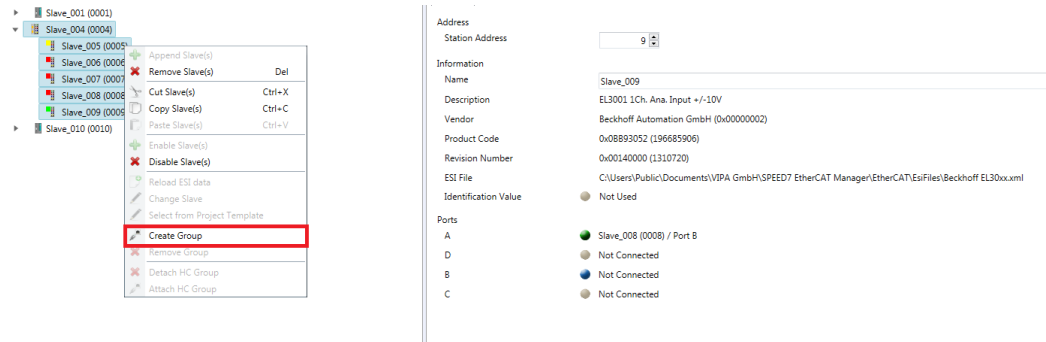 Slave_001 (0001)
Slave_004 (0004)
Slave_005 (0005)
Slave_006 (0006
Slave_007 (0007
Slave_008 (0008
Slave_009 (0009
Slave_010 (0010)
Append Slave(s)
Remove Slave(s) Del
Cut Slave(s) Ctrl+X
Copy Slave(s) Ctrl+C
Paste Slave(s) Ctrl+V
Enable Slave(s)
Disable Slave(s)
Reload ESI data
Change Slave
Select from Project Template
Create Group
Remove Group
Detach HC Group
Attach HC Group
Address
Station Address 9
Information
Name Slave_009
Description EL3001 1Ch. Ana. Input +/-10V
Vendor Beckhoff Automation GmbH (0x00000002)
Product Code 0x0BB93052 (196685906)
Revision Number 0x00140000 (1310720)
ESI File C:\Users\Public\Documents\VIPA GmbH\SPEED7 EtherCAT Manager\EtherCAT\EsiFiles\Beckhoff EL30xx.xml
Identification Value Not Used
Ports
A Slave_008 (0008) / Port B
D Not Connected
B Not Connected
C Not Connected